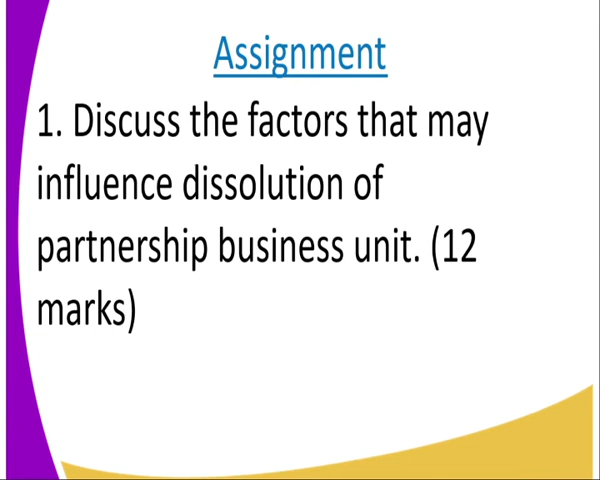 Assignment
1. Discuss the factors that may
influence dissolution of
partnership business unit. (12
marks)